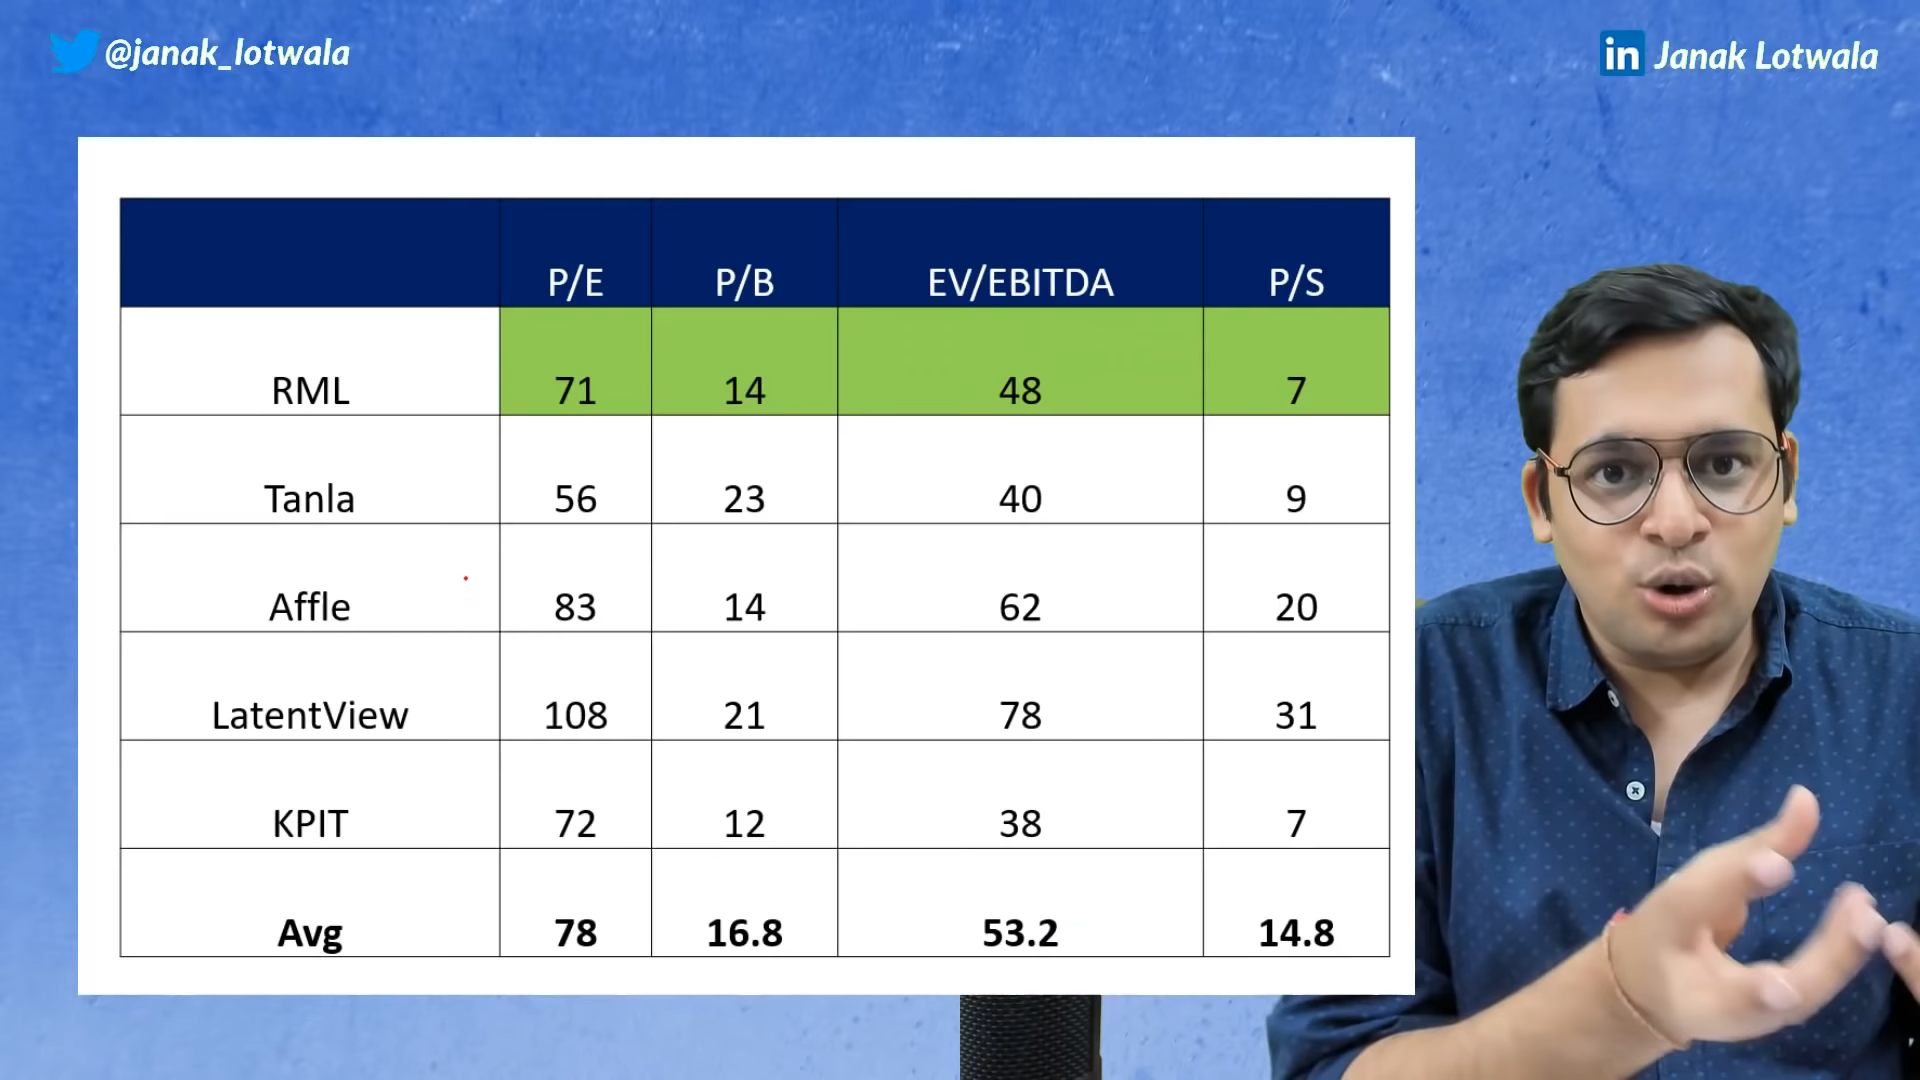 @janak_lotwala
in Janak Lotwala
P/E P/B EV/EBITDA P/S
RML 71 14 48 7
Tanla 56 23 40 9
Affle 83 14 62 20
LatentView 108 21 78 31
KPIT 72 12 38 7
Avg 78 16.8 53.2 14.8